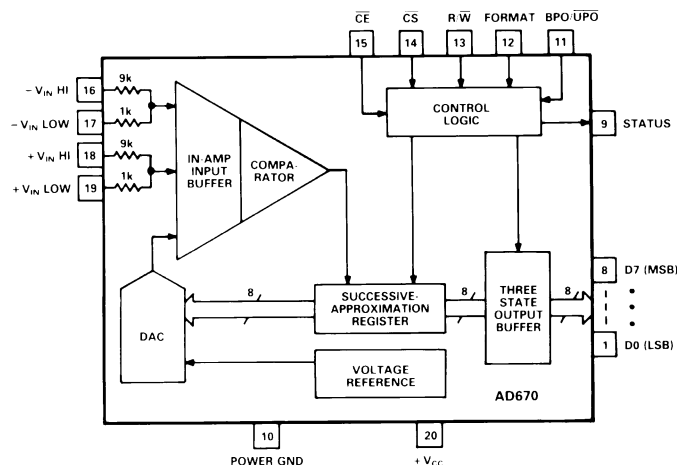 CE CS R/W FORMAT BPO/UPO
15 14 13 12 11
− VIN HI 16 9k
− VIN LOW 17 1k
+ VIN HI 18 9k
+ VIN LOW 19 1k
IN-AMP
INPUT
BUFFER
COMPA-
RATOR
CONTROL
LOGIC
9 STATUS
DAC
8
SUCCESSIVE-
APPROXIMATION
REGISTER
8
THREE
STATE
OUTPUT
BUFFER
8
8 D7 (MSB)
1 D0 (LSB)
VOLTAGE
REFERENCE
AD670
10 20
POWER GND + VCC